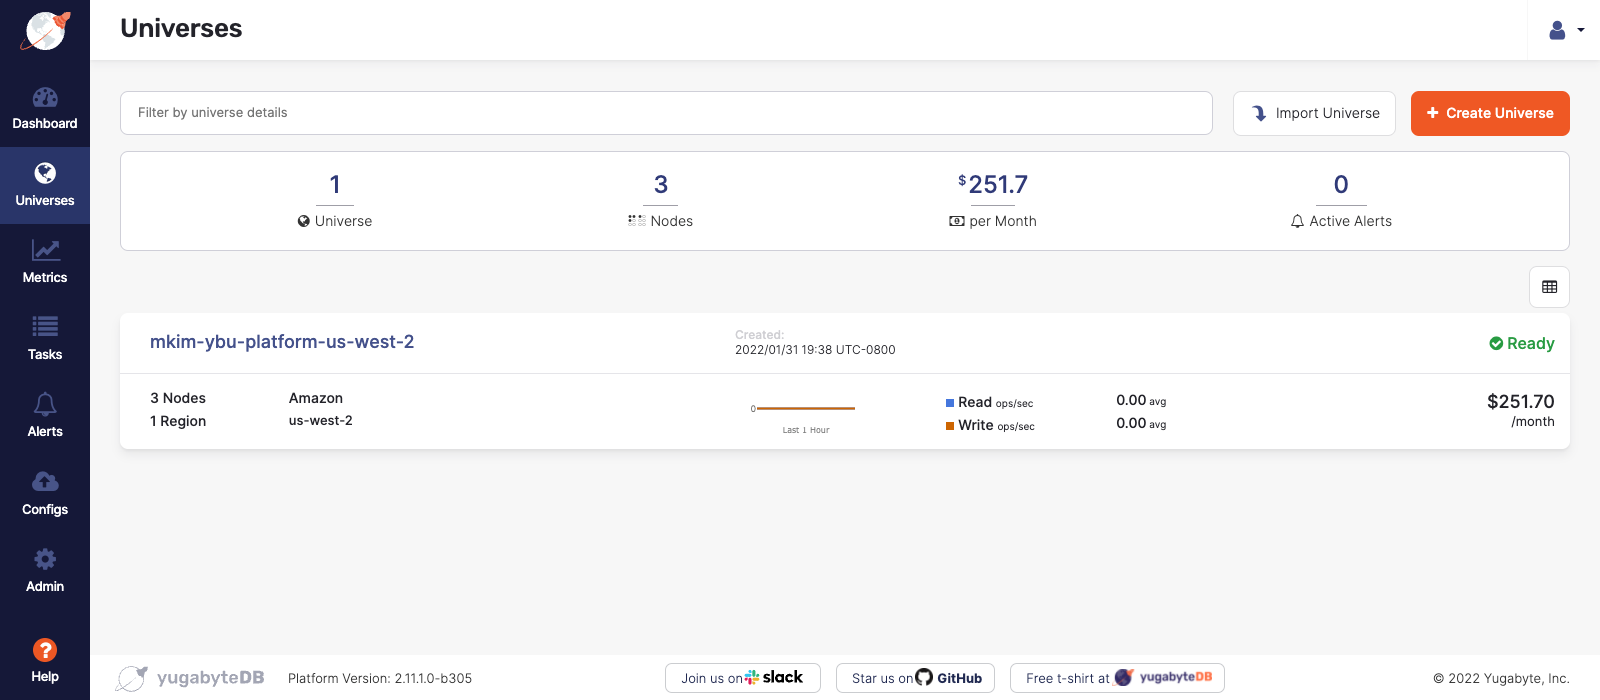 Universes
Dashboard
Universes
Metrics
Tasks
Alerts
Configs
Admin
? Help
Filter by universe details
Import Universe
+ Create Universe
1
Universe
3
Nodes
$251.7
per Month
0
Active Alerts
mkim-ybu-platform-us-west-2
Created:
2022/01/31 19:38 UTC-0800
Ready
3 Nodes
1 Region
Amazon
us-west-2
0
Last 1 Hour
Read ops/sec
Write ops/sec
0.00 avg
0.00 avg
$251.70
/month
yugabyteDB
Platform Version: 2.11.1.0-b305
Join us on slack
Star us on GitHub
Free t-shirt at yugabyteDB
© 2022 Yugabyte, Inc.